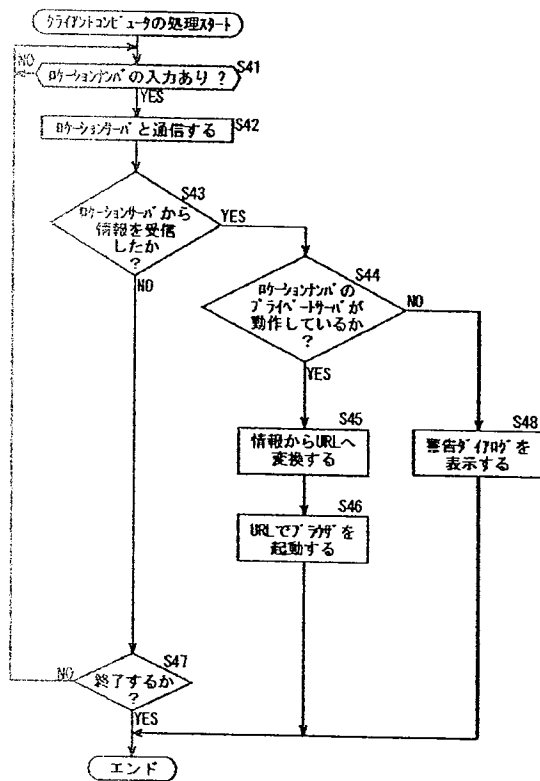 クライアントコンピュータの処理スタート
NO
S41
ロケーションナンバの入力あり ?
YES
S42
ロケーションサーバと通信する
S43
ロケーションサーバから
情報を受信
したか
?
YES
NO
S44
ロケーションナンバの
プライベートサーバが
動作しているか
?
NO
YES
S45
情報からURLへ
変換する
S48
警告ダイアログを
表示する
S46
URLでブラウザを
起動する
S47
NO
終了するか
?
YES
エンド